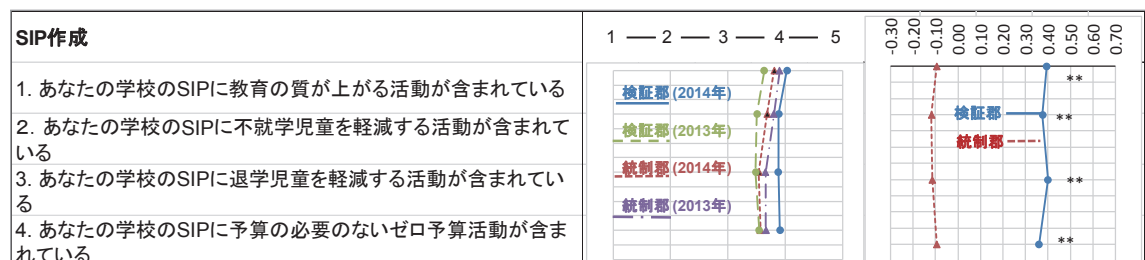 SIP作成
1 — 2 — 3 — 4 — 5
-0.30 -0.20 -0.10 0.00 0.10 0.20 0.30 0.40 0.50 0.60 0.70
1. あなたの学校のSIPに教育の質が上がる活動が含まれている
2. あなたの学校のSIPに不就学児童を軽減する活動が含まれて
いる
3. あなたの学校のSIPに退学児童を軽減する活動が含まれてい
る
4. あなたの学校のSIPに予算の必要のないゼロ予算活動が含ま
れている
検証郡(2014年)
検証郡(2013年)
統制郡(2014年)
統制郡(2013年)
**
検証郡
**
統制郡
**
**